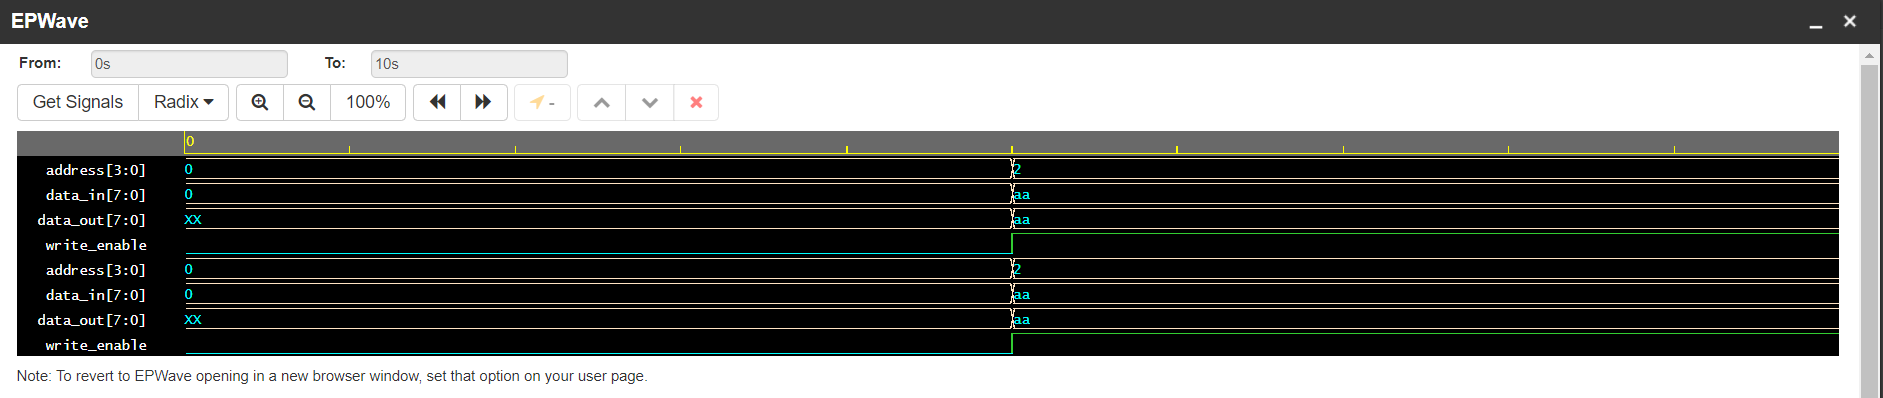 EPWave
From: 0s To: 10s
Get Signals Radix 100% -
0
address[3:0] 0 2
data_in[7:0] 0 aa
data_out[7:0] XX aa
write_enable
address[3:0] 0 2
data_in[7:0] 0 aa
data_out[7:0] XX aa
write_enable
Note: To revert to EPWave opening in a new browser window, set that option on your user page.